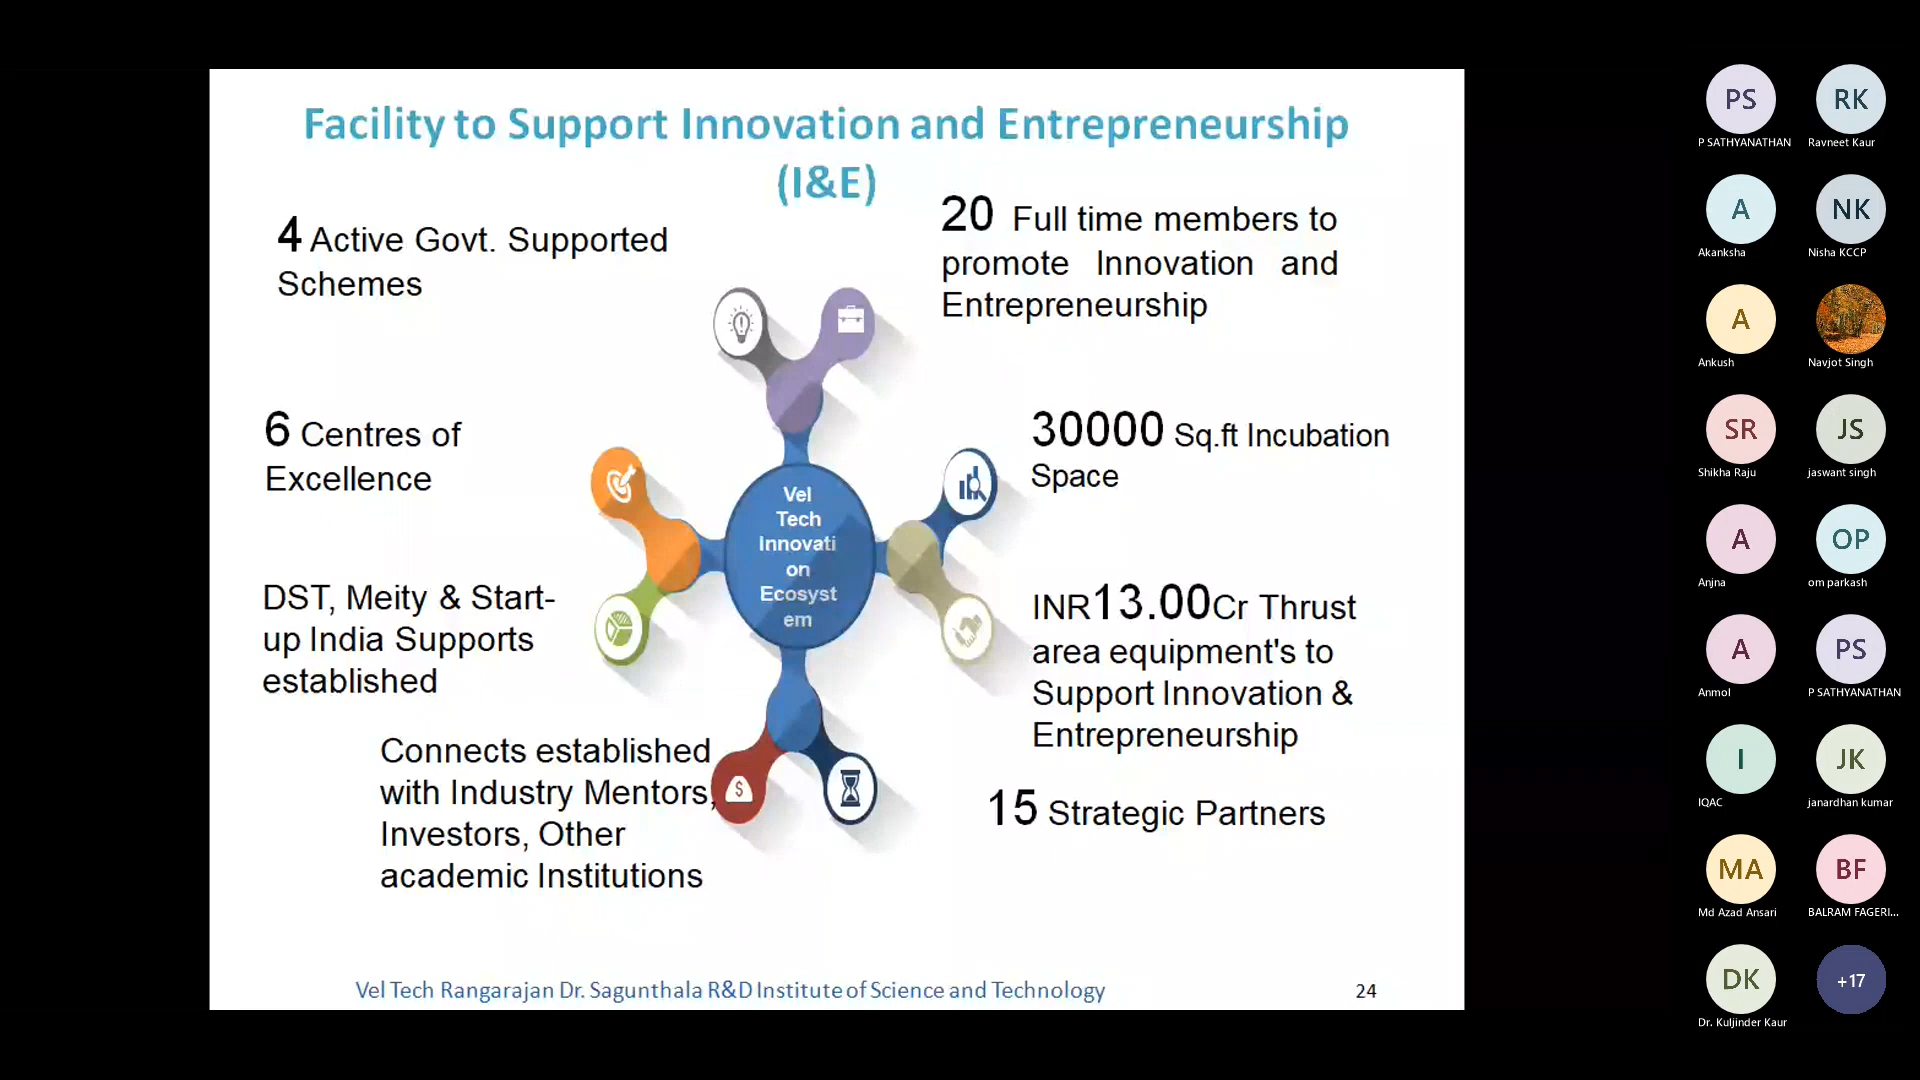 Facility to Support Innovation and Entrepreneurship
(I&E)
4 Active Govt. Supported
Schemes
20 Full time members to
promote Innovation and
Entrepreneurship
6 Centres of
Excellence
30000 Sq.ft Incubation
Space
Vel
Tech
Innovati
on
Ecosyst
em
DST, Meity & Start-
up India Supports
established
INR13.00Cr Thrust
area equipment's to
Support Innovation &
Entrepreneurship
Connects established
with Industry Mentors,
Investors, Other
academic Institutions
$
15 Strategic Partners
Vel Tech Rangarajan Dr. Sagunthala R&D Institute of Science and Technology
24
PS
P SATHYANATHAN
RK
Ravneet Kaur
A
Akanksha
NK
Nisha KCCP
A
Ankush
Navjot Singh
SR
Shikha Raju
JS
jaswant singh
A
Anjna
OP
om parkash
A
Anmol
PS
P SATHYANATHAN
I
IQAC
JK
janardhan kumar
MA
Md Azad Ansari
BF
BALRAM FAGERI...
DK
Dr. Kuljinder Kaur
+17